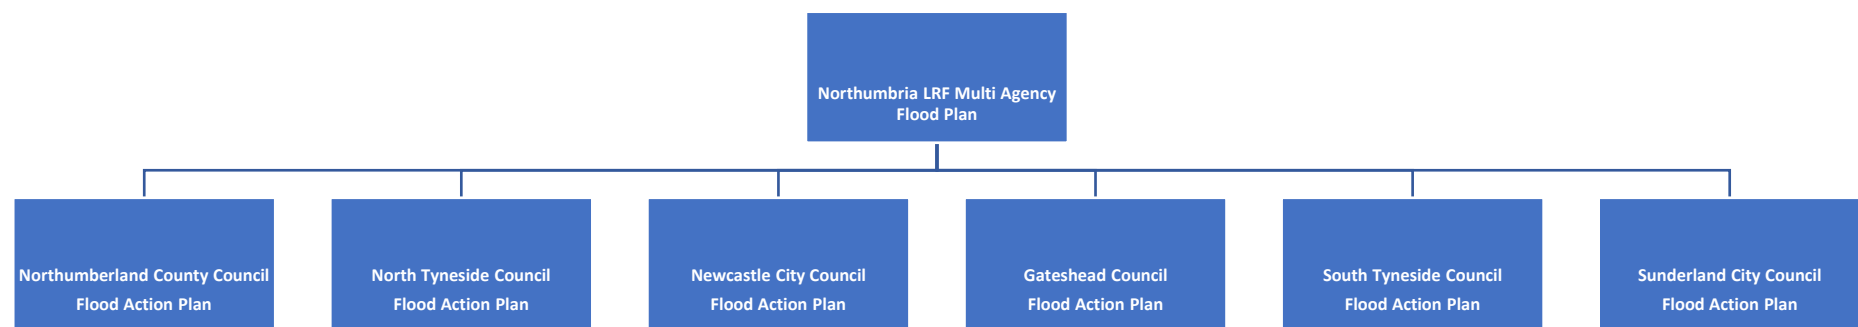 Northumbria LRF Multi Agency
Flood Plan
Northumberland County Council
Flood Action Plan
North Tyneside Council
Flood Action Plan
Newcastle City Council
Flood Action Plan
Gateshead Council
Flood Action Plan
South Tyneside Council
Flood Action Plan
Sunderland City Council
Flood Action Plan